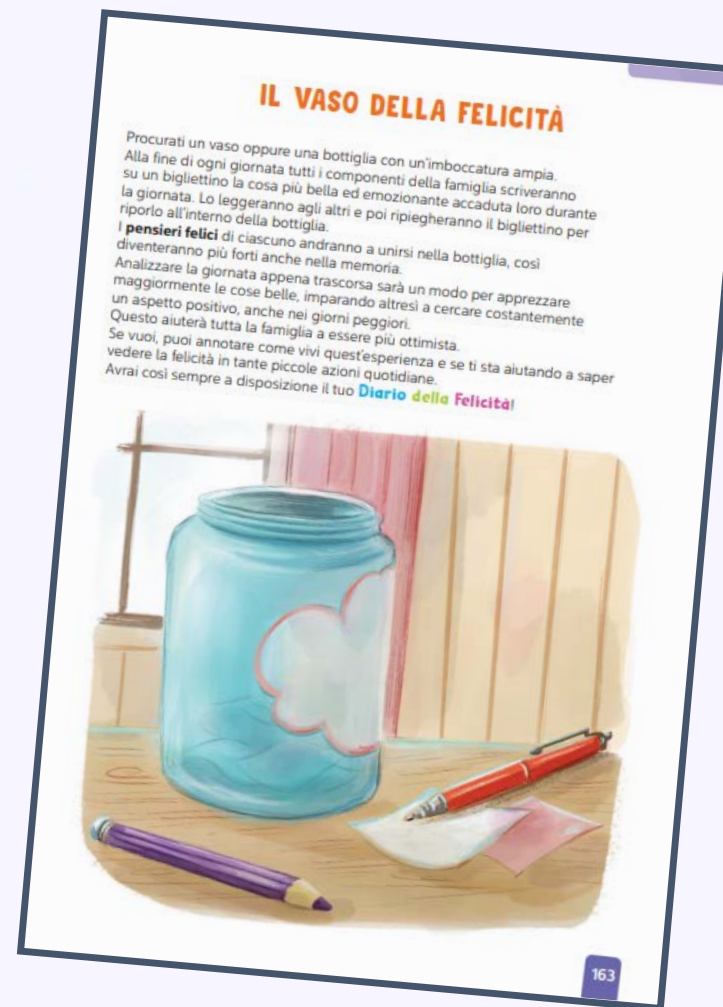 IL VASO DELLA FELICITÀ
Procurati un vaso oppure una bottiglia con un'imboccatura ampia.
Alla fine di ogni giornata tutti i componenti della famiglia scriveranno
su un bigliettino la cosa più bella ed emozionante accaduta loro durante
la giornata. Lo leggeranno agli altri e poi ripiegheranno il bigliettino per
riporlo all'interno della bottiglia.
I pensieri felici di ciascuno andranno a unirsi nella bottiglia, così
diventeranno più forti anche nella memoria.
Analizzare la giornata appena trascorsa sarà un modo per apprezzare
maggiormente le cose belle, imparando altresì a cercare costantemente
un aspetto positivo, anche nei giorni peggiori.
Questo aiuterà tutta la famiglia a essere più ottimista.
Se vuoi, puoi annotare come vivi quest'esperienza e se ti sta aiutando a saper
vedere la felicità in tante piccole azioni quotidiane.
Avrai così sempre a disposizione il tuo Diario della Felicità!
163